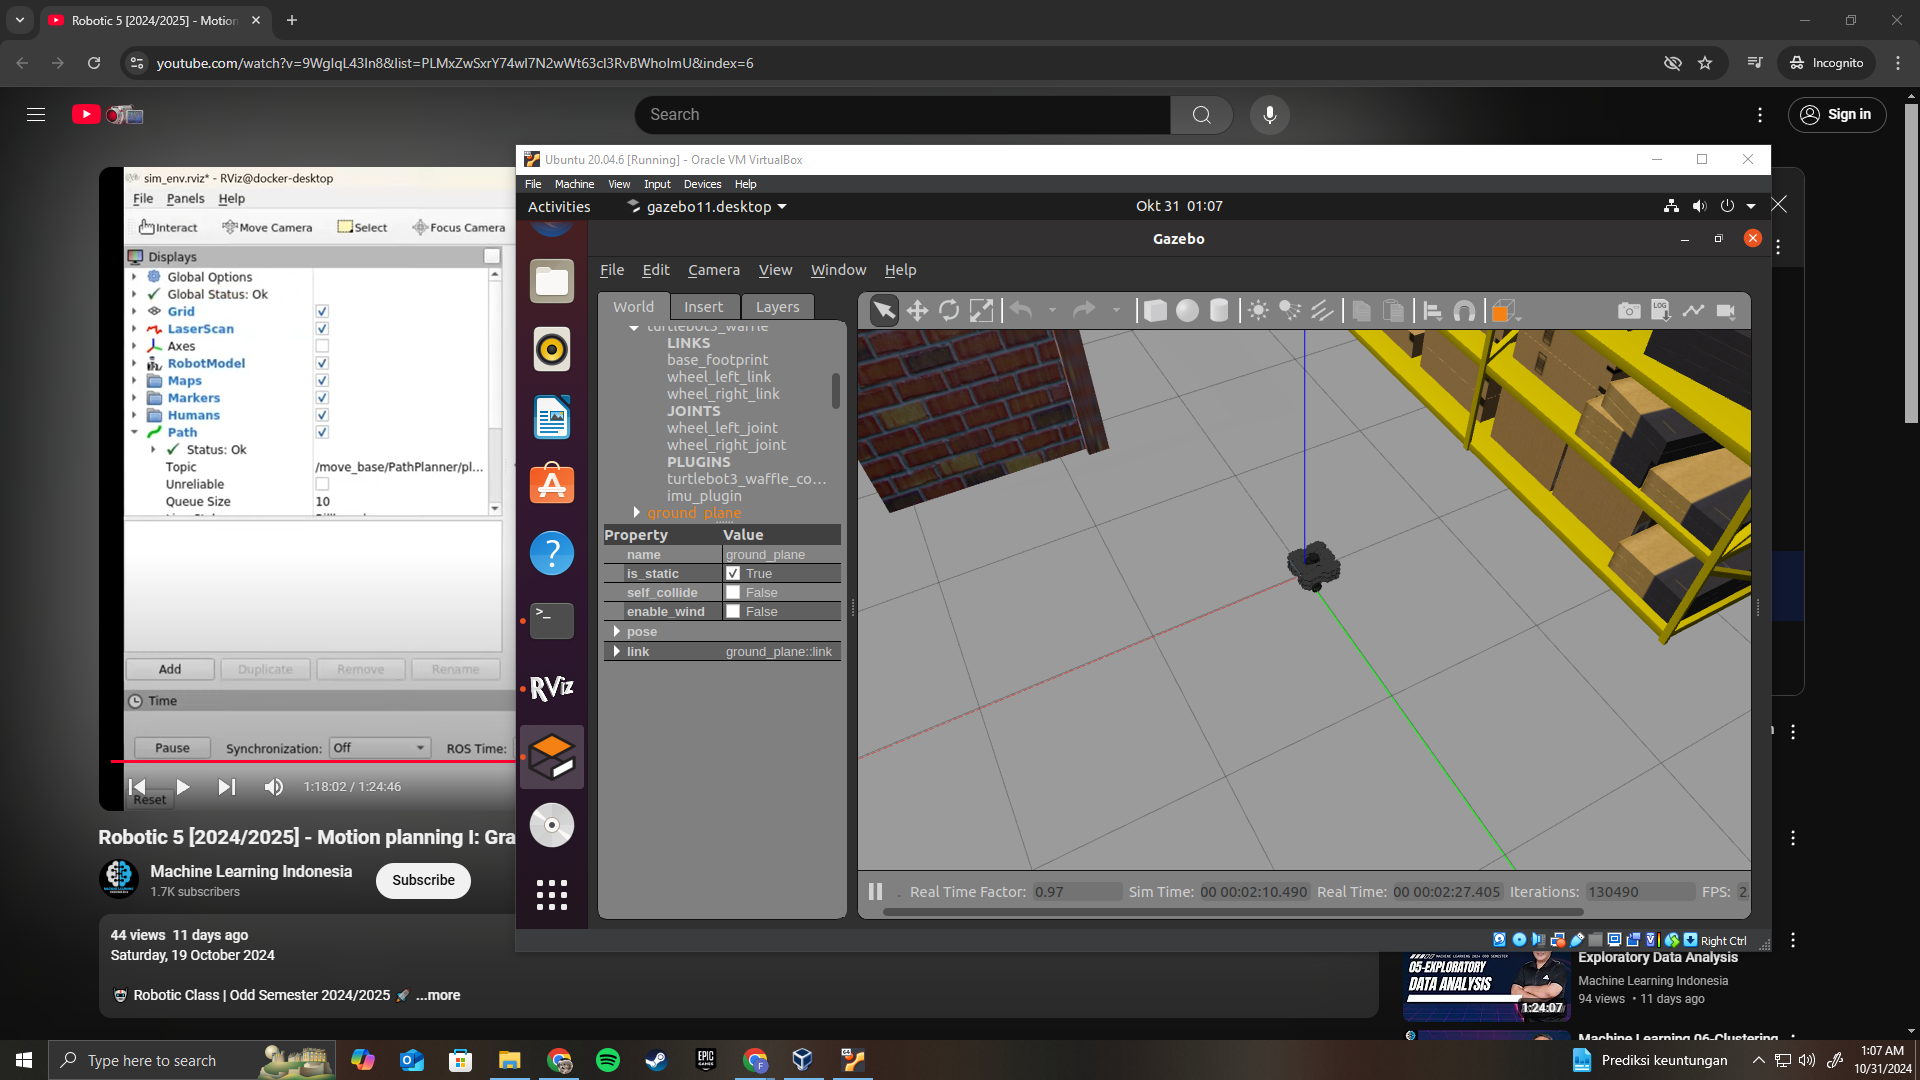 Robotic 5 [2024/2025] - Motion
youtube.com/watch?v=9WgIqL43In8&list=PLMxZwSxrY74wI7N2wWt63cI3RvBWholmU&index=6
Incognito
Search
Sign in
sim_env.rviz* - RViz@docker-desktop
File Panels Help
Interact Move Camera Select Focus Camera
Displays
Global Options
Global Status: Ok
Grid
LaserScan
Axes
RobotModel
Maps
Markers
Humans
Path
Status: Ok
Topic /move_base/PathPlanner/pl...
Unreliable
Queue Size 10
Add Duplicate Remove Rename
Time
Pause Synchronization: Off ROS Time:
1:18:02 / 1:24:46
Reset
Robotic 5 [2024/2025] - Motion planning I: Gra
Machine Learning Indonesia
1.7K subscribers
Subscribe
44 views 11 days ago
Saturday, 19 October 2024
Robotic Class | Odd Semester 2024/2025 ...more
Ubuntu 20.04.6 [Running] - Oracle VM VirtualBox
File Machine View Input Devices Help
Activities gazebo11.desktop Okt 31 01:07
Gazebo
File Edit Camera View Window Help
World Insert Layers
turtlebot3_waffle
LINKS
base_footprint
wheel_left_link
wheel_right_link
JOINTS
wheel_left_joint
wheel_right_joint
PLUGINS
turtlebot3_waffle_co...
imu_plugin
ground_plane
Property Value
name ground_plane
is_static True
self_collide False
enable_wind False
pose
link ground_plane::link
RViz
LOG
Real Time Factor: 0.97 Sim Time: 00 00:02:10.490 Real Time: 00 00:02:27.405 Iterations: 130490 FPS: 2
Right Ctrl
05-EXPLORATORY
DATA ANALYSIS
1:24:07
Exploratory Data Analysis
Machine Learning Indonesia
94 views • 11 days ago
Machine Learning 06-Clustering
Type here to search
EPIC
GAMES
Prediksi keuntungan
1:07 AM
10/31/2024